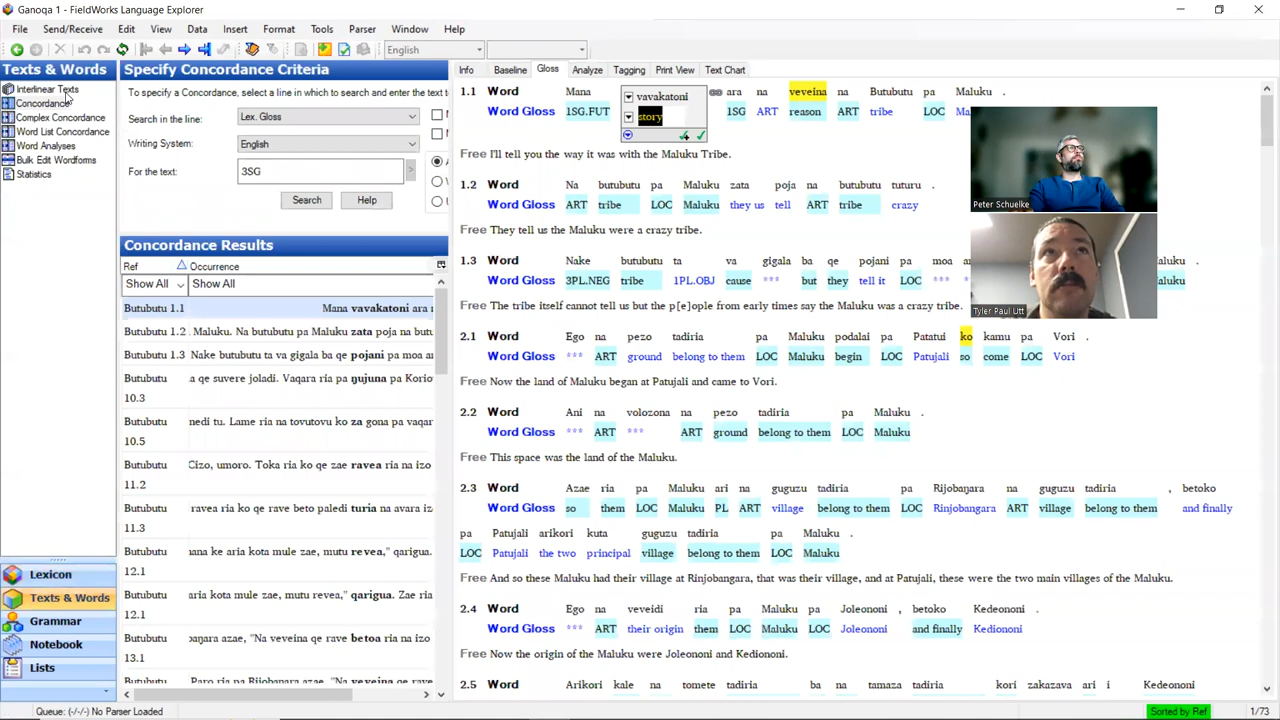 Ganoqa 1 - FieldWorks Language Explorer
File Send/Receive Edit View Data Insert Format Tools Parser Window Help
English
Texts & Words
Interlinear Texts
Concordance
Complex Concordance
Word List Concordance
Word Analyses
Bulk Edit Wordforms
Statistics
Lexicon
Texts & Words
Grammar
Notebook
Lists
Specify Concordance Criteria
To specify a Concordance, select a line in which to search and enter the text to
Search in the line: Lex. Gloss
Writing System: English
For the text: 3SG
Search Help
Concordance Results
Ref Occurrence
Show All Show All
Butubutu 1.1 Mana vavakatoni ara n
Butubutu 1.2 . Maluku. Na butubutu pa Maluku zata poja na butu
Butubutu 1.3 Nake butubutu ta va gigala ba qe pojani pa moa ar
Butubutu 10.3 a qe suvere joladi. Vaqara ria pa ŋujuna pa Korio
Butubutu 10.5 nedi tu. Lame ria na tovutovu ko za gona pa vaqar
Butubutu 11.2 Cizo, umoro. Toka ria ko qe zae ravea ria na izo
Butubutu 11.3 ravea ria ko qe rave beto paledi turia na avara izo
Butubutu 12.1 nana ke aria kota mule zae, mutu revea," qarigua.
Butubutu 12.1 aria kota mule zae, mutu revea," qarigua. Zae ria
Butubutu 13.1 ɒaŋara azae, "Na veveina qe rave betoa ria na izo
Butubutu Paro ria pa Rijobaŋara azae, "Na veveina qe rave
Info Baseline Gloss Analyze Tagging Print View Text Chart
1.1 Word Mana vavakatoni ara na veveina na Butubutu pa Maluku .
Word Gloss 1SG.FUT story 1SG ART reason ART tribe LOC Ma
Free I'll tell you the way it was with the Maluku Tribe.
1.2 Word Na butubutu pa Maluku zata poja na butubutu tuturu .
Word Gloss ART tribe LOC Maluku they us tell ART tribe crazy
Free They tell us the Maluku were a crazy tribe.
1.3 Word Nake butubutu ta va gigala ba qe pojani pa moa a
Word Gloss 3PL.NEG tribe 1PL.OBJ cause *** but they tell it LOC *** aluku
Free The tribe itself cannot tell us but the p[e]ople from early times say the Maluku was a crazy tribe.
2.1 Word Ego na pezo tadiria pa Maluku podalai pa Patatui ko kamu pa Vori .
Word Gloss *** ART ground belong to them LOC Maluku begin LOC Patujali so come LOC Vori
Free Now the land of Maluku began at Patujali and came to Vori.
2.2 Word Ani na volozona na pezo tadiria pa Maluku .
Word Gloss *** ART *** ART ground belong to them LOC Maluku
Free This space was the land of the Maluku.
2.3 Word Azae ria pa Maluku ari na guguzu tadiria pa Rijobaŋara na guguzu tadiria , betoko
Word Gloss so them LOC Maluku PL ART village belong to them LOC Rinjobangara ART village belong to them and finally
pa Patujali arikori kuta guguzu tadiria pa Maluku .
LOC Patujali the two principal village belong to them LOC Maluku
Free And so these Maluku had their village at Rinjobangara, that was their village, and at Patujali, these were the two main villages of the Maluku.
2.4 Word Ego na veveidi ria pa Maluku pa Joleononi , betoko Kedeononi .
Word Gloss *** ART their origin them LOC Maluku LOC Joleononi and finally Kediononi
Free Now the origin of the Maluku were Joleononi and Kediononi.
2.5 Word Arikori kale na tomete tadiria ba na tamaza tadiria kori zakazava ari i Kedeononi
Peter Schuelke
Tyler Paul Utt
Queue: (-/-/-) No Parser Loaded
Sorted by Ref
1/73